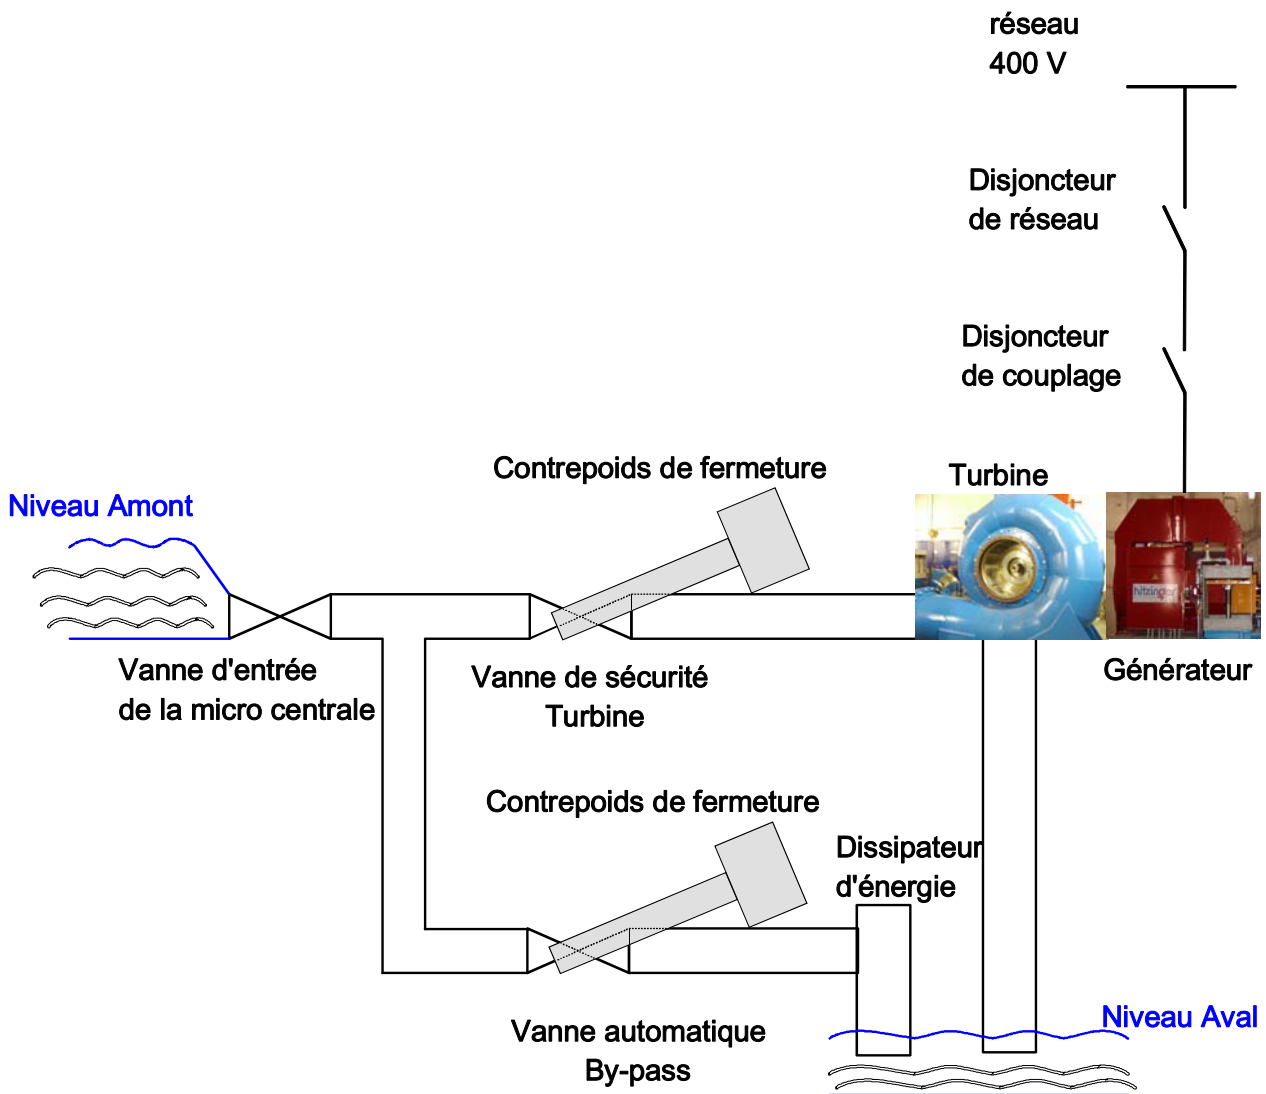 réseau
400 V
Disjoncteur
de réseau
Disjoncteur
de couplage
Contrepoids de fermeture
Turbine
Niveau Amont
hitzinger
Vanne d'entrée
de la micro centrale
Vanne de sécurité
Turbine
Générateur
Contrepoids de fermeture
Dissipateur
d'énergie
Niveau Aval
Vanne automatique
By-pass